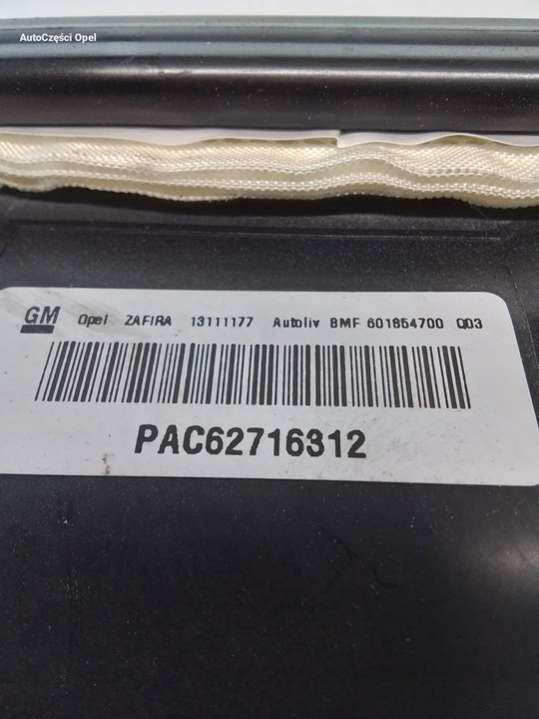 AutoCzęści Opel
GM Opel ZAFIRA 13111177 Autoliv BMF 601854700 Q03
PAC62716312